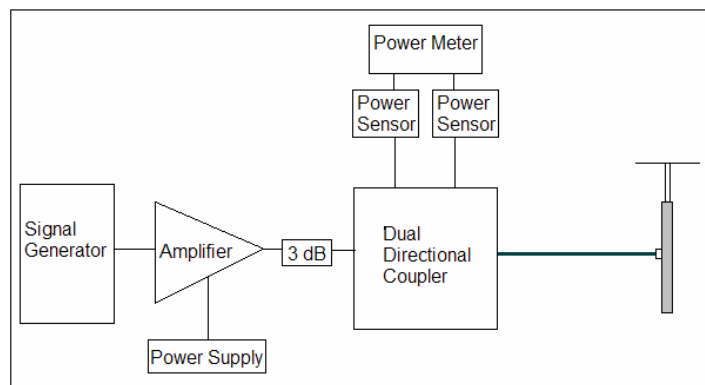 Power Meter
Power
Sensor
Power
Sensor
Signal
Generator
Amplifier
3 dB
Dual
Directional
Coupler
Power Supply